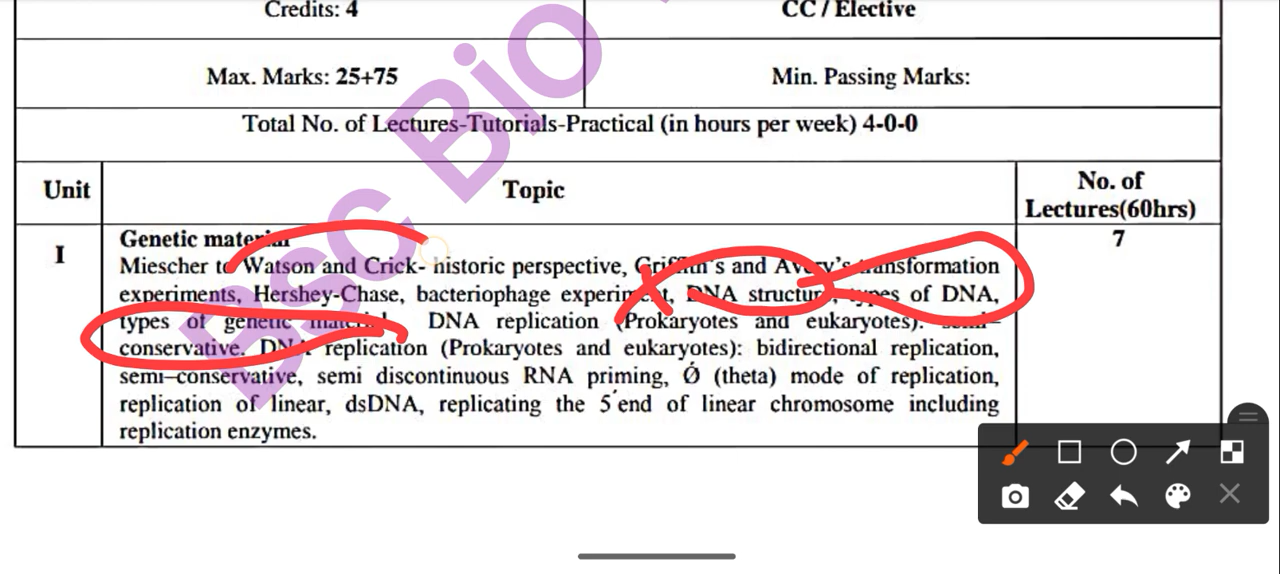 Credits: 4
CC / Elective
Max. Marks: 25+75
Min. Passing Marks:
Total No. of Lectures-Tutorials-Practical (in hours per week) 4-0-0
Unit
Topic
No. of
Lectures(60hrs)
I
Genetic material
7
Miescher to Watson and Crick- historic perspective, Griffith's and Avery's transformation
experiments, Hershey-Chase, bacteriophage experiment, DNA structure, types of DNA,
types of genetic material. DNA replication (Prokaryotes and eukaryotes): semi–
conservative. DNA replication (Prokaryotes and eukaryotes): bidirectional replication,
semi–conservative, semi discontinuous RNA priming, Ǿ (theta) mode of replication,
replication of linear, dsDNA, replicating the 5´end of linear chromosome including
replication enzymes.
Bsc Bio